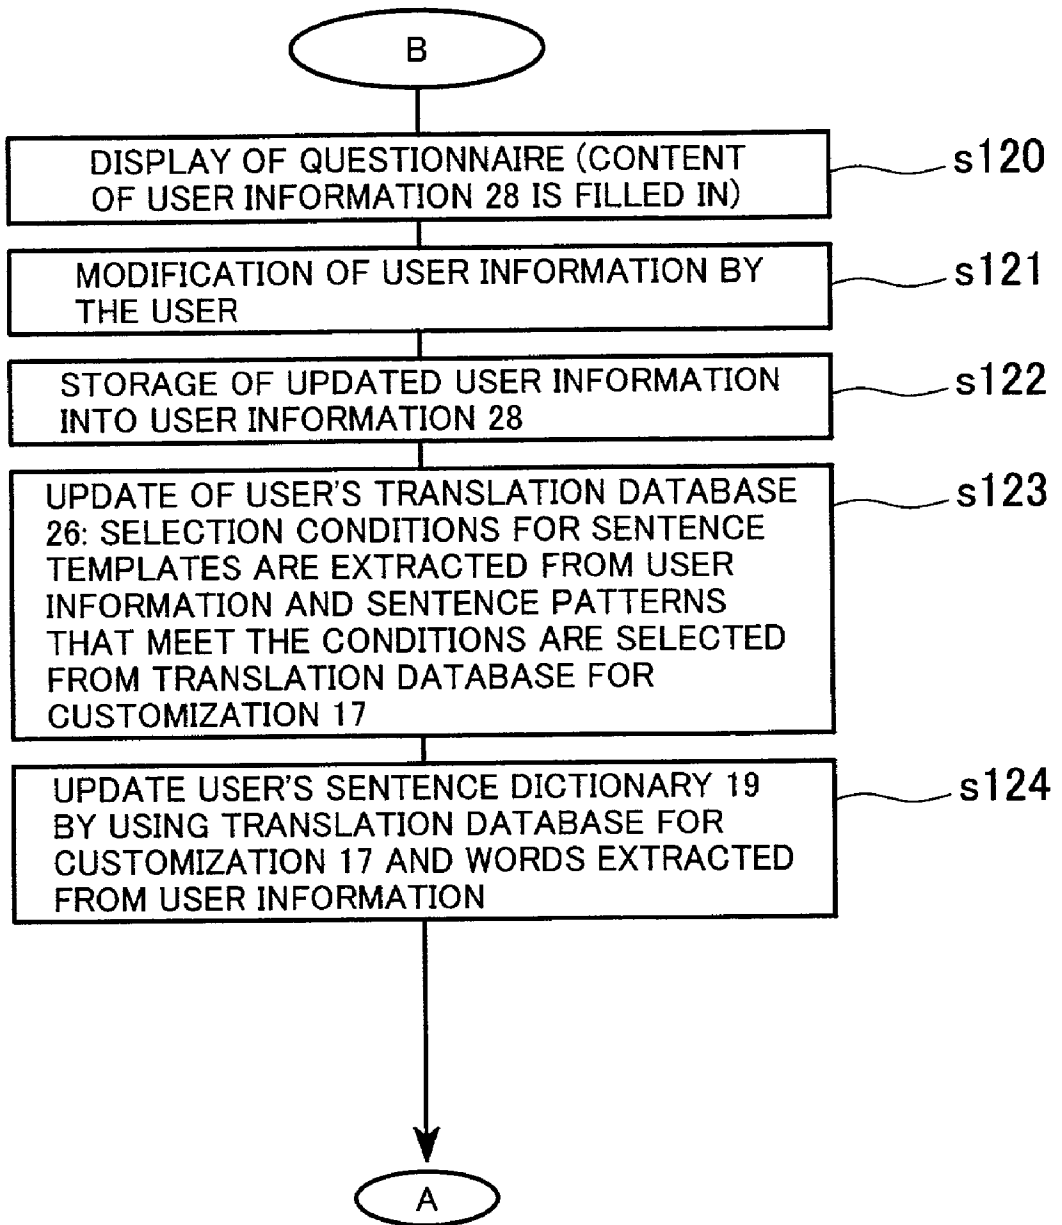 B
DISPLAY OF QUESTIONNAIRE (CONTENT
OF USER INFORMATION 28 IS FILLED IN)
s120
MODIFICATION OF USER INFORMATION BY
THE USER
s121
STORAGE OF UPDATED USER INFORMATION
INTO USER INFORMATION 28
s122
UPDATE OF USER'S TRANSLATION DATABASE
26: SELECTION CONDITIONS FOR SENTENCE
TEMPLATES ARE EXTRACTED FROM USER
INFORMATION AND SENTENCE PATTERNS
THAT MEET THE CONDITIONS ARE SELECTED
FROM TRANSLATION DATABASE FOR
CUSTOMIZATION 17
s123
UPDATE USER'S SENTENCE DICTIONARY 19
BY USING TRANSLATION DATABASE FOR
CUSTOMIZATION 17 AND WORDS EXTRACTED
FROM USER INFORMATION
s124
A